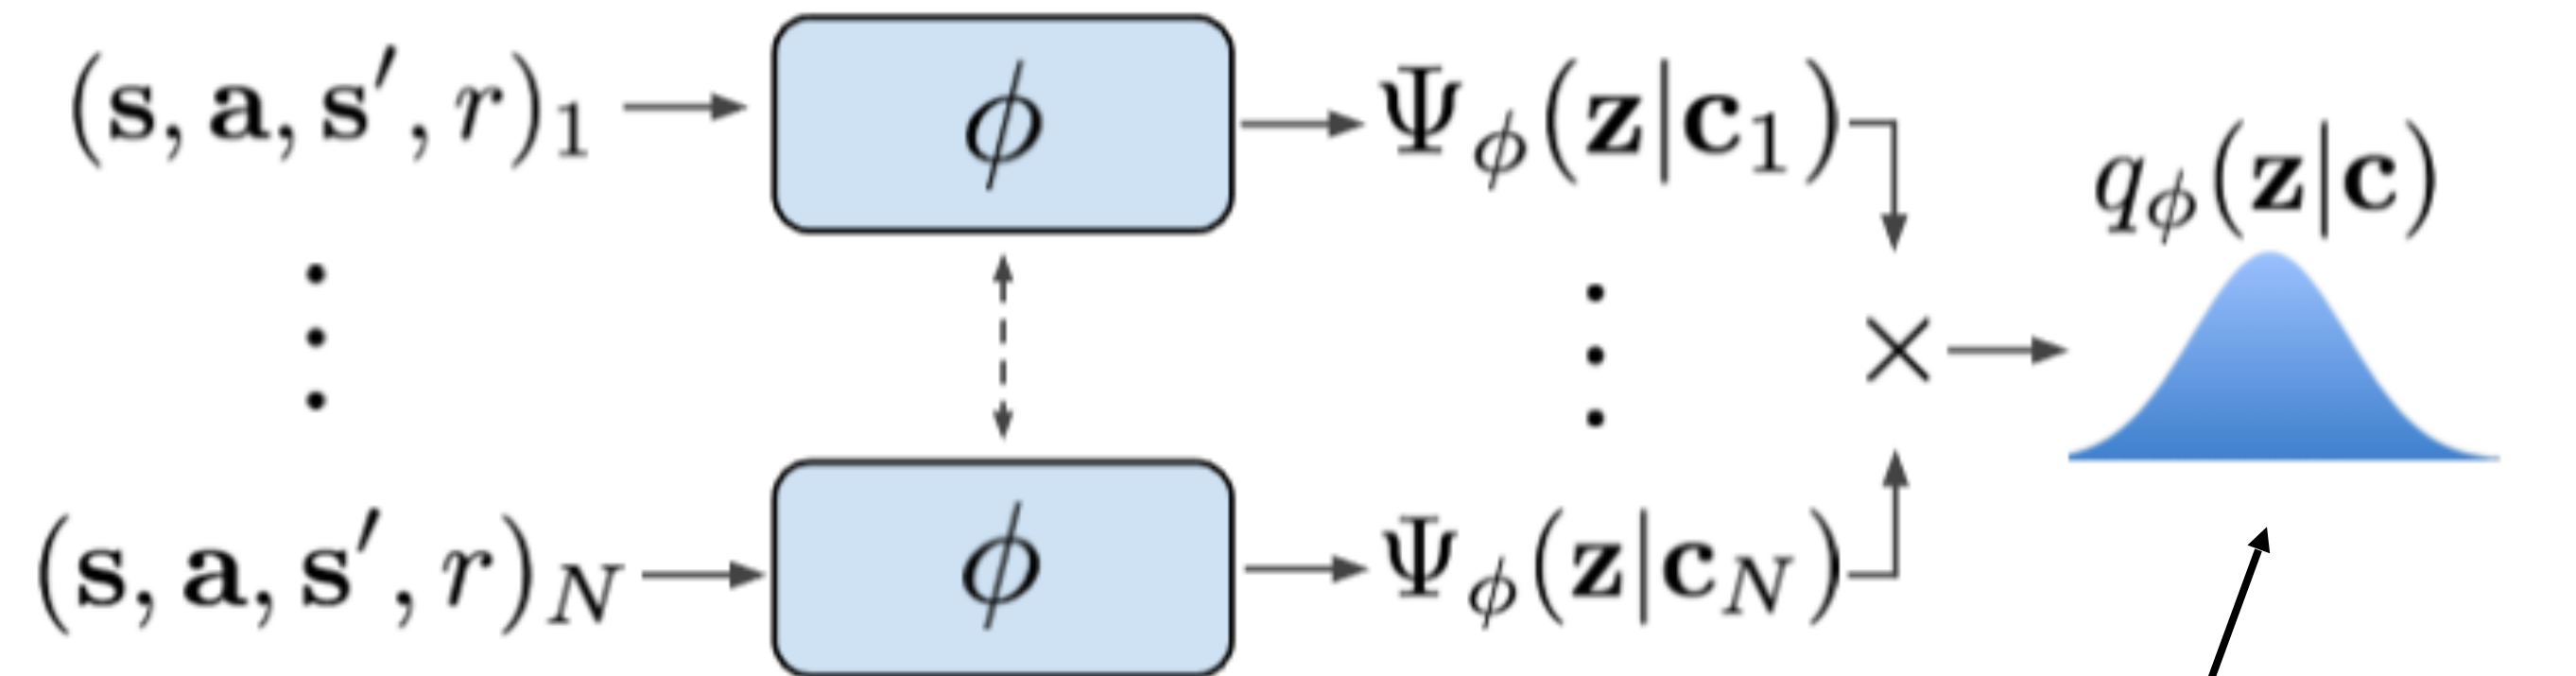 (s, a, s′, r)₁ ϕ Ψ_ϕ(z|c₁)
q_ϕ(z|c)
×
(s, a, s′, r)_N ϕ Ψ_ϕ(z|c_N)